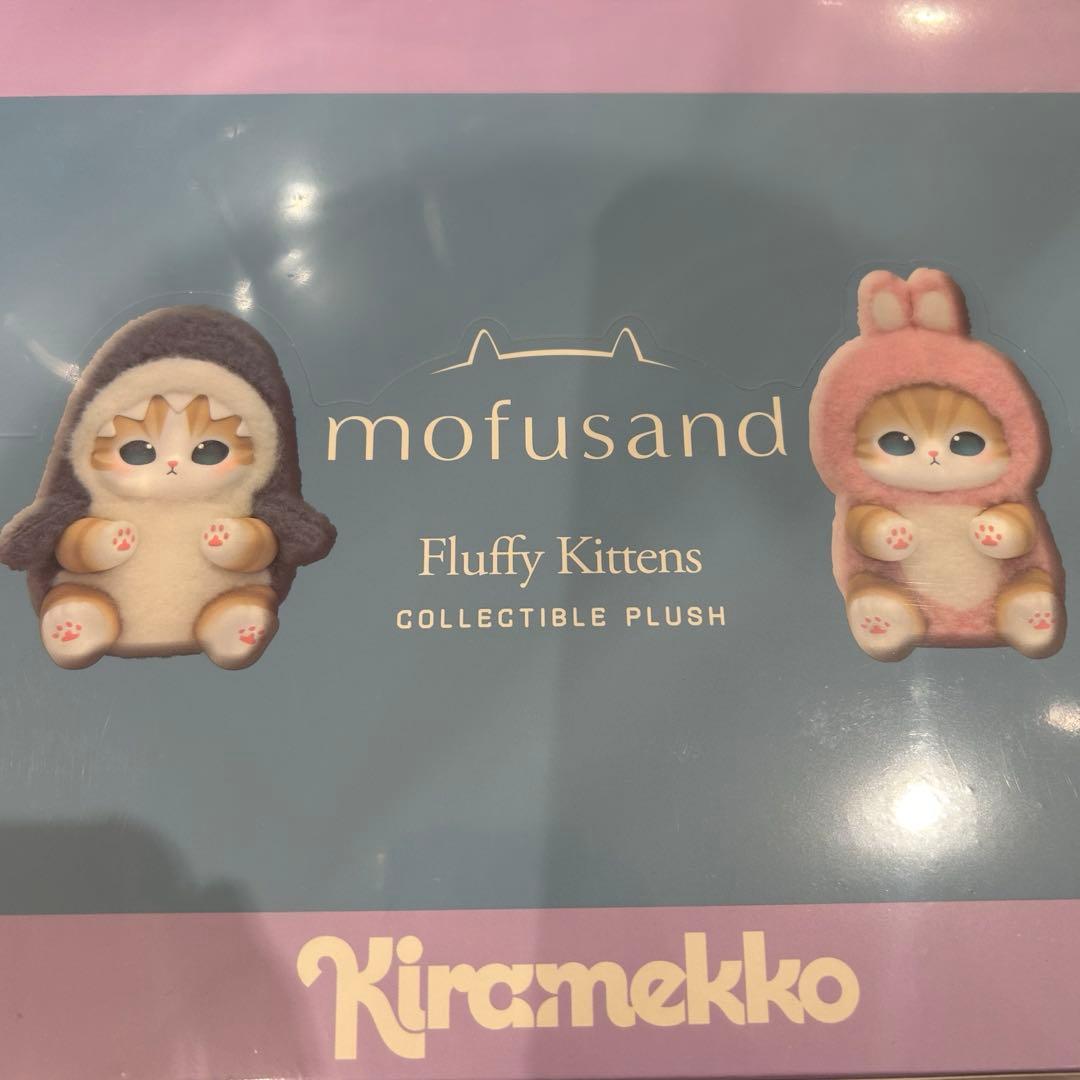 mofusand
Fluffy Kittens
COLLECTIBLE PLUSH
Kiramekko